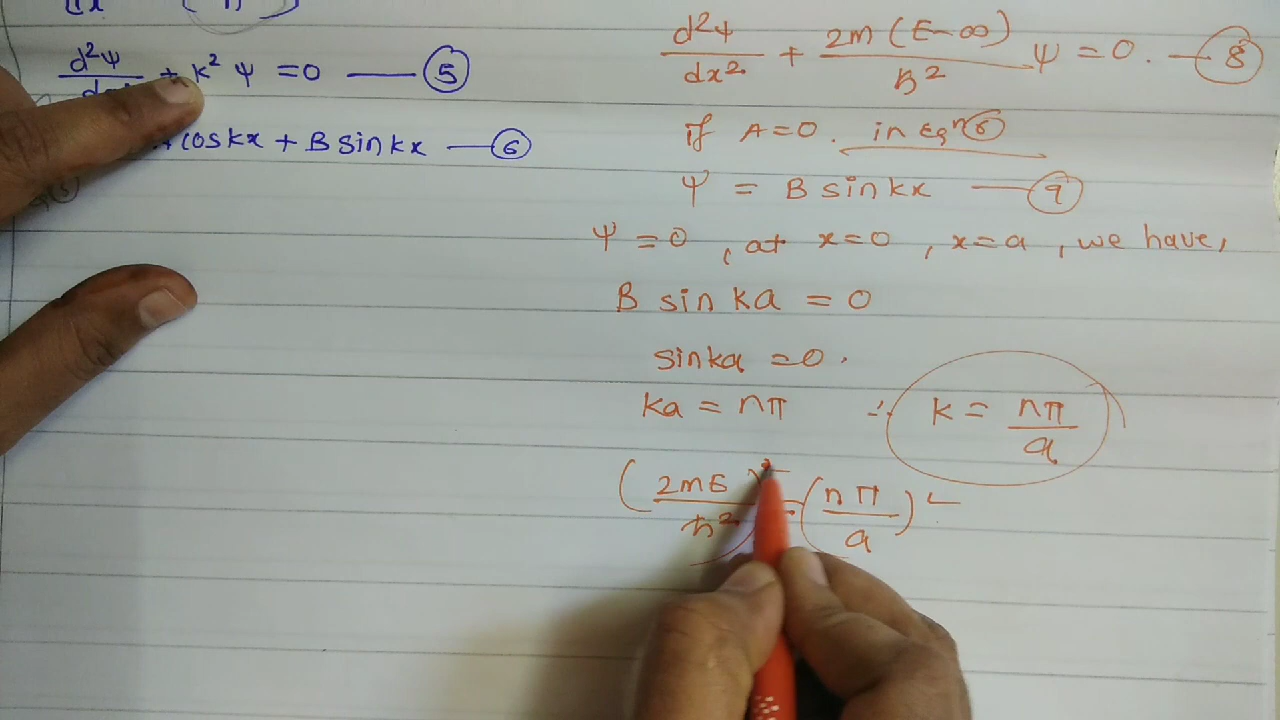 d²ψ + k² ψ = 0 —— (5)
cos kx + B sin kx —— (6)
d²ψ/dx² + 2m (E-∞)/ħ² ψ = 0. — (8)
if A=0. in Eqⁿ (6)
ψ = B sin kx —— (9)
ψ = 0, at x=0, x=a, we have,
B sin ka = 0
sin ka = 0.
ka = nπ ∴ k = nπ/a
(2mE/ħ²) = (nπ/a)²